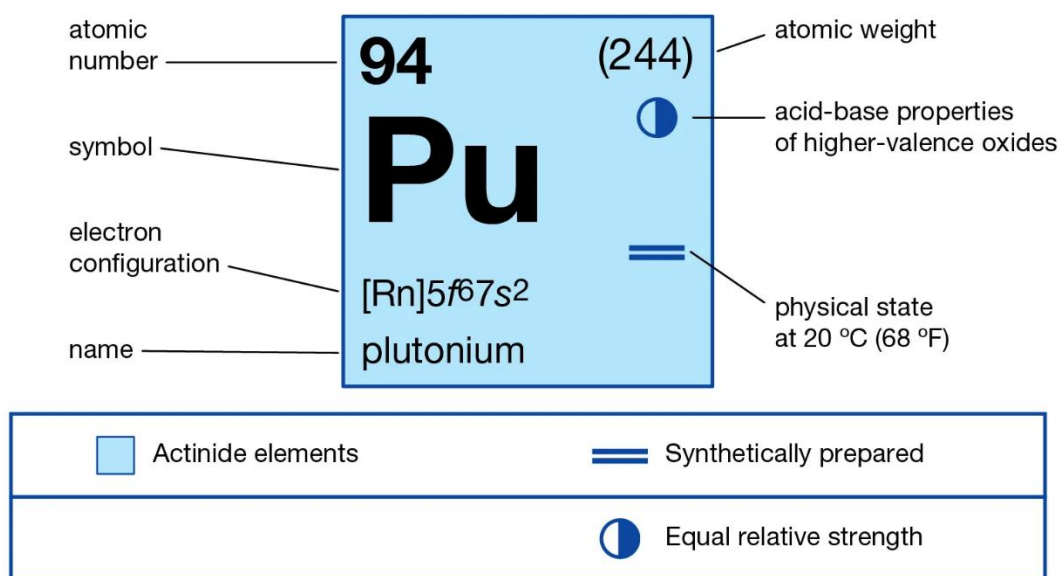 atomic
number
94
(244)
atomic weight
symbol
Pu
acid-base properties
of higher-valence oxides
electron
configuration
[Rn]5f67s2
physical state
at 20 ºC (68 ºF)
name
plutonium
Actinide elements
Synthetically prepared
Equal relative strength